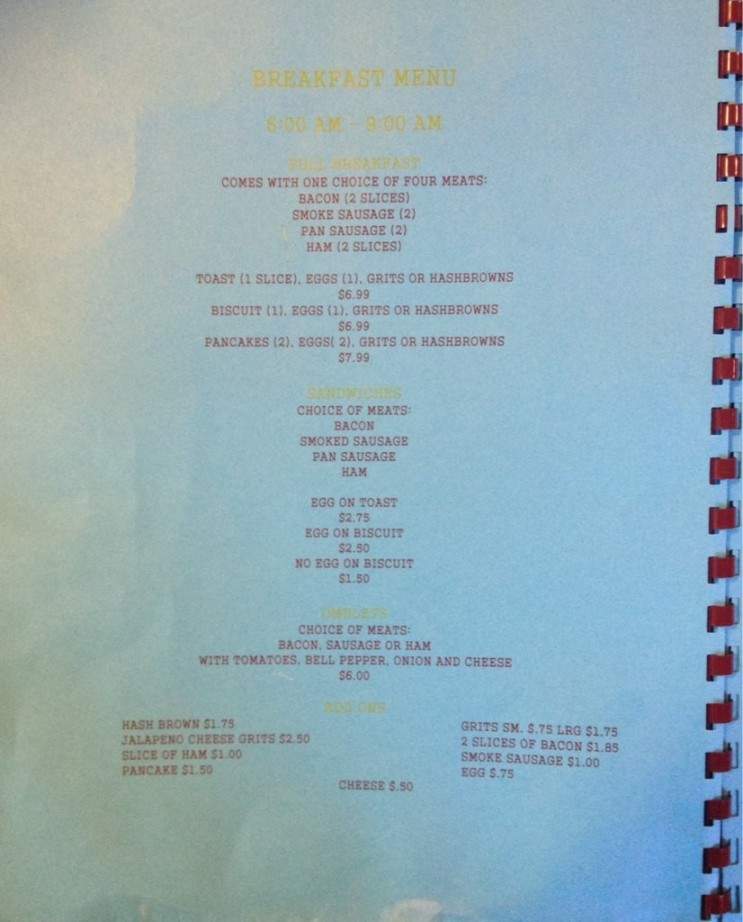 BREAKFAST MENU
6:00 AM - 9:00 AM
FULL BREAKFAST
COMES WITH ONE CHOICE OF FOUR MEATS:
BACON (2 SLICES)
SMOKE SAUSAGE (2)
PAN SAUSAGE (2)
HAM (2 SLICES)
TOAST (1 SLICE), EGGS (1), GRITS OR HASHBROWNS
$6.99
BISCUIT (1), EGGS (1), GRITS OR HASHBROWNS
$6.99
PANCAKES (2), EGGS( 2), GRITS OR HASHBROWNS
$7.99
SANDWICHES
CHOICE OF MEATS:
BACON
SMOKED SAUSAGE
PAN SAUSAGE
HAM
EGG ON TOAST
$2.75
EGG ON BISCUIT
$2.50
NO EGG ON BISCUIT
$1.50
OMELETS
CHOICE OF MEATS:
BACON, SAUSAGE OR HAM
WITH TOMATOES, BELL PEPPER, ONION AND CHEESE
$6.00
ADD ONS
HASH BROWN $1.75
JALAPENO CHEESE GRITS $2.50
SLICE OF HAM $1.00
PANCAKE $1.50
GRITS SM. $.75 LRG $1.75
2 SLICES OF BACON $1.85
SMOKE SAUSAGE $1.00
EGG $.75
CHEESE $.50